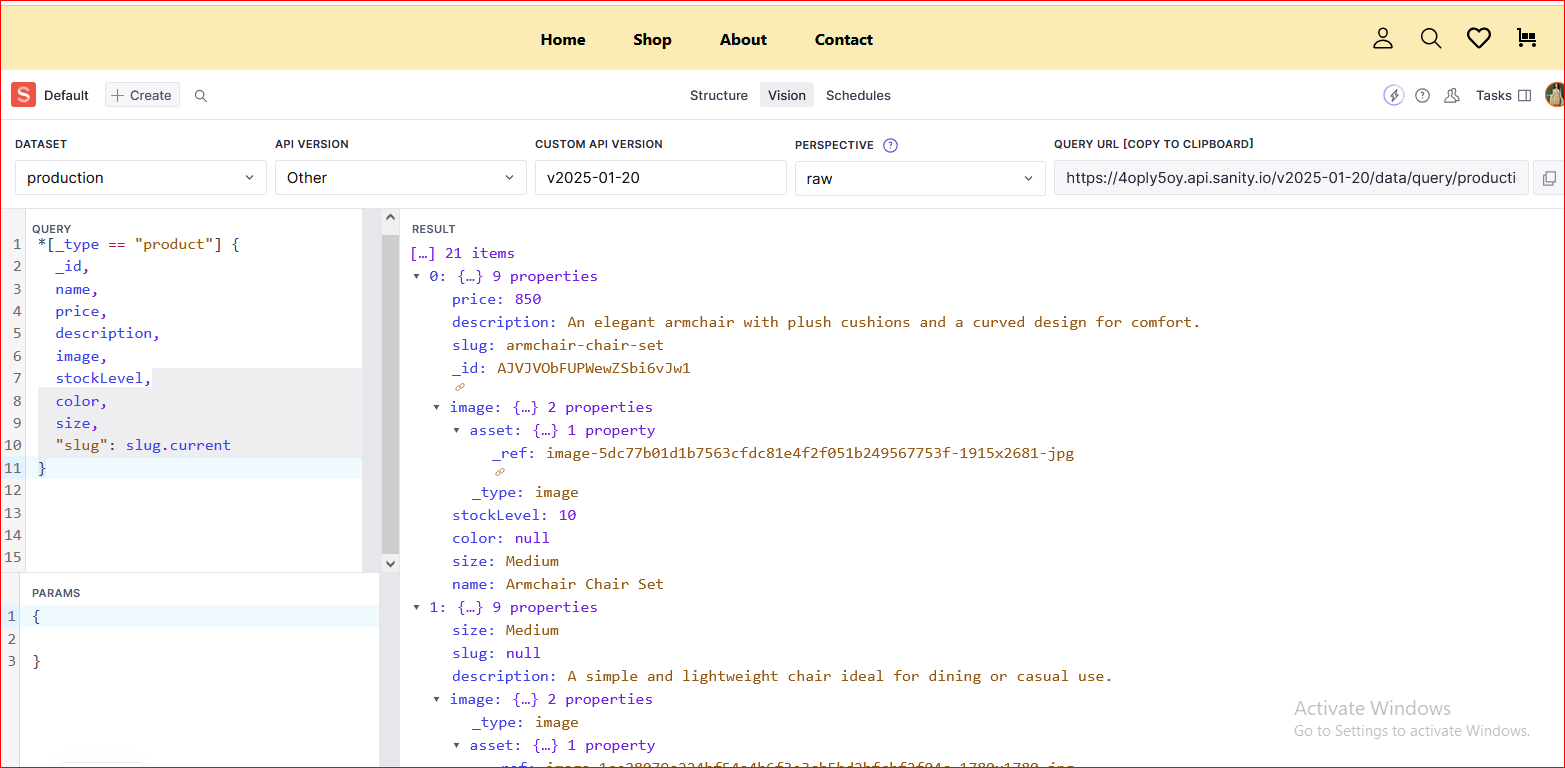 Home Shop About Contact
S Default + Create Structure Vision Schedules Tasks
DATASET API VERSION CUSTOM API VERSION PERSPECTIVE ? QUERY URL [COPY TO CLIPBOARD]
production Other v2025-01-20 raw https://4oply5oy.api.sanity.io/v2025-01-20/data/query/producti
QUERY
1 *[_type == "product"] {
2 _id,
3 name,
4 price,
5 description,
6 image,
7 stockLevel,
8 color,
9 size,
10 "slug": slug.current
11 }
12
13
14
15
PARAMS
1 {
2
3 }
RESULT
[…] 21 items
0: {…} 9 properties
price: 850
description: An elegant armchair with plush cushions and a curved design for comfort.
slug: armchair-chair-set
_id: AJVJVObFUPWewZSbi6vJw1
image: {…} 2 properties
asset: {…} 1 property
_ref: image-5dc77b01d1b7563cfdc81e4f2f051b249567753f-1915x2681-jpg
_type: image
stockLevel: 10
color: null
size: Medium
name: Armchair Chair Set
1: {…} 9 properties
size: Medium
slug: null
description: A simple and lightweight chair ideal for dining or casual use.
image: {…} 2 properties
_type: image
asset: {…} 1 property
Activate Windows
Go to Settings to activate Windows.